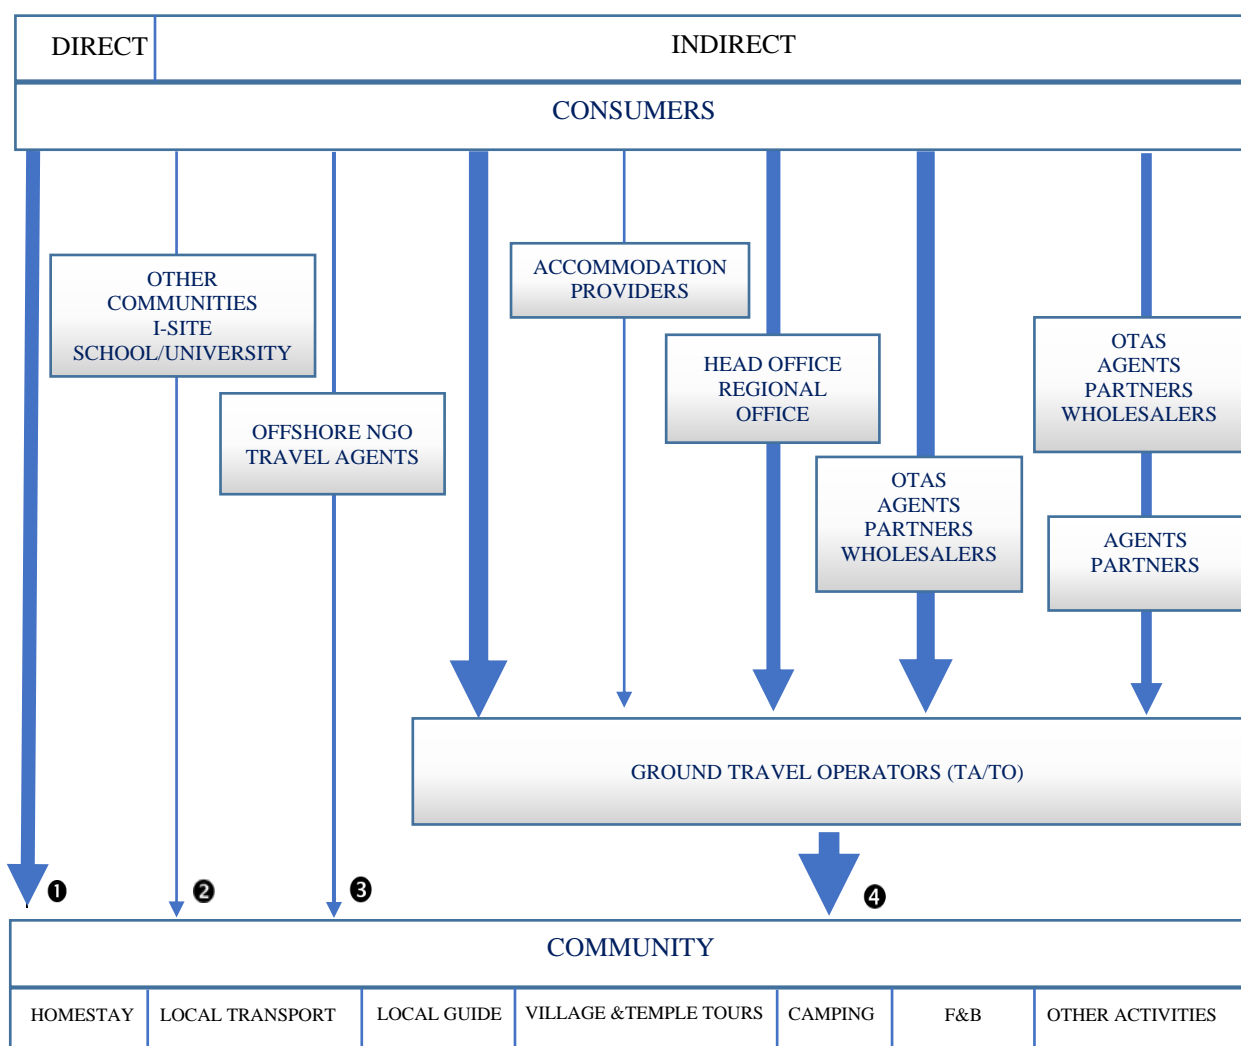 DIRECT
INDIRECT
CONSUMERS
OTHER
COMMUNITIES
I-SITE
SCHOOL/UNIVERSITY
OFFSHORE NGO
TRAVEL AGENTS
ACCOMMODATION
PROVIDERS
HEAD OFFICE
REGIONAL
OFFICE
OTAS
AGENTS
PARTNERS
WHOLESALERS
OTAS
AGENTS
PARTNERS
WHOLESALERS
AGENTS
PARTNERS
GROUND TRAVEL OPERATORS (TA/TO)
❶
❷
❸
❹
COMMUNITY
HOMESTAY
LOCAL TRANSPORT
LOCAL GUIDE
VILLAGE &TEMPLE TOURS
CAMPING
F&B
OTHER ACTIVITIES